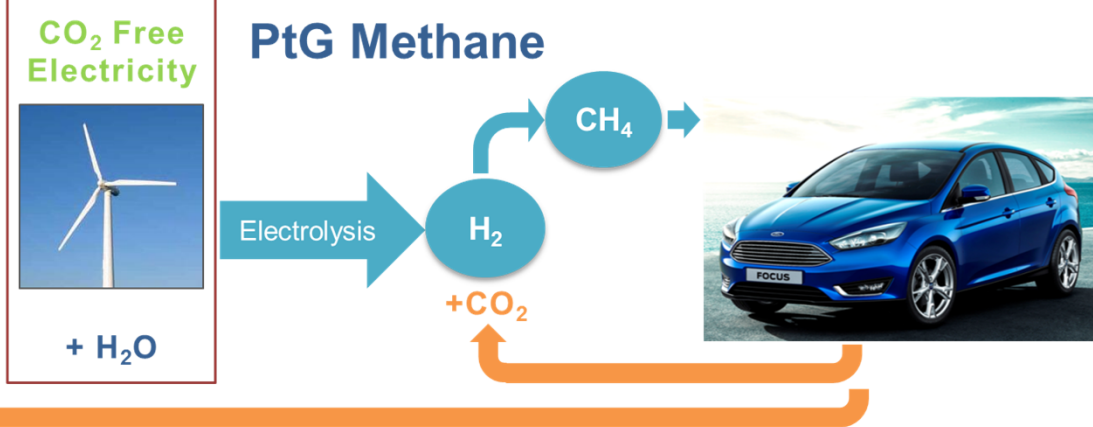 CO₂ Free
Electricity
PtG Methane
CH₄
Electrolysis
H₂
FOCUS
+CO₂
+ H₂O